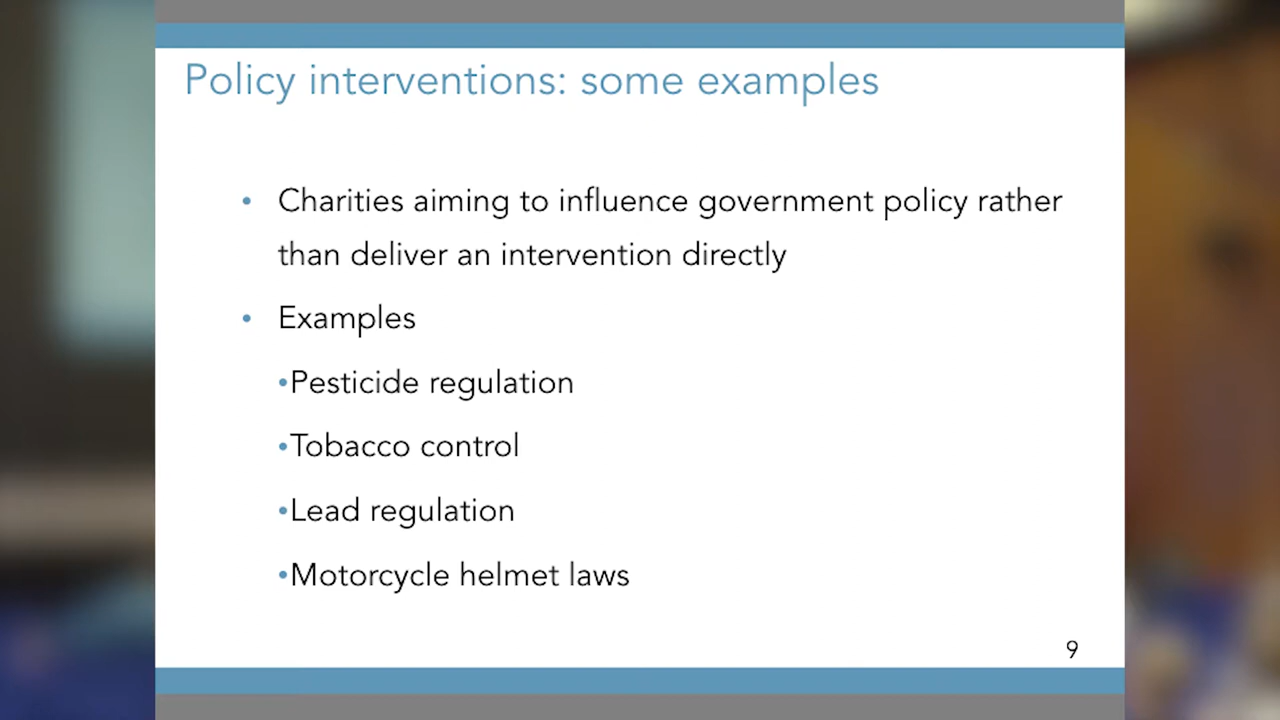 Policy interventions: some examples
• Charities aiming to influence government policy rather
than deliver an intervention directly
• Examples
•Pesticide regulation
•Tobacco control
•Lead regulation
•Motorcycle helmet laws
9